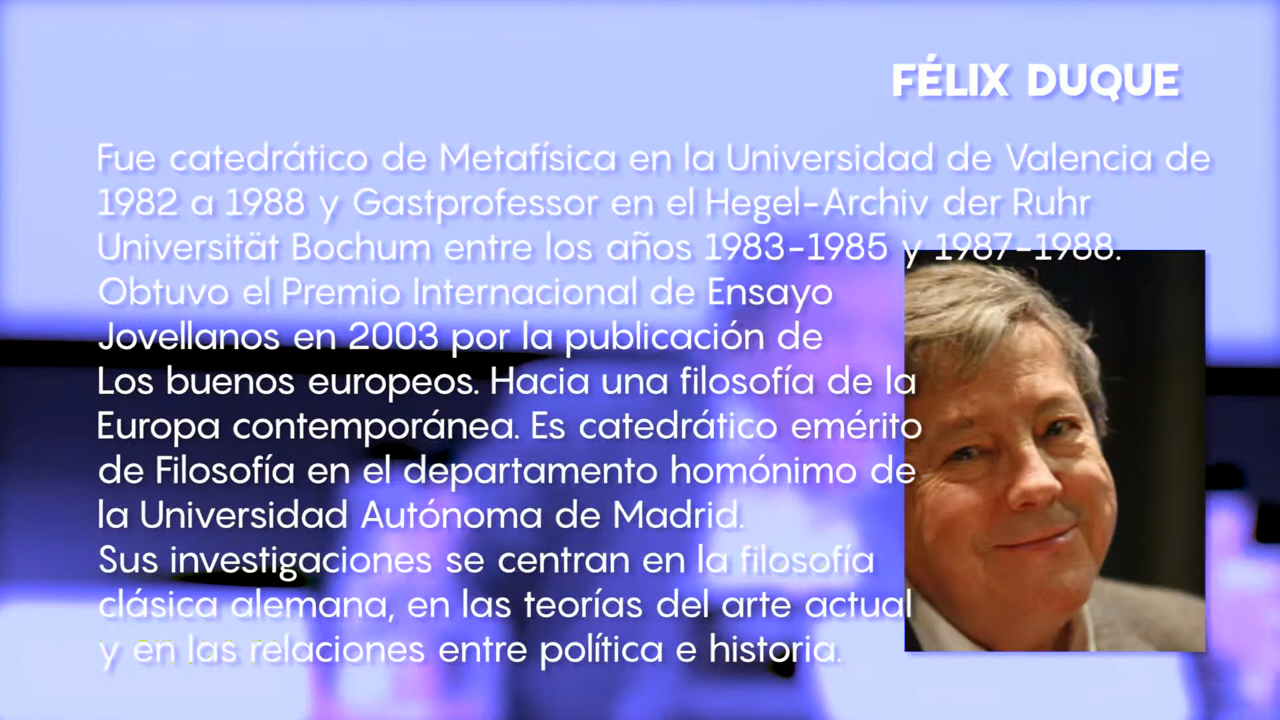 FÉLIX DUQUE
Fue catedrático de Metafísica en la Universidad de Valencia de
1982 a 1988 y Gastprofessor en el Hegel-Archiv der Ruhr
Universität Bochum entre los años 1983-1985 y 1987-1988.
Obtuvo el Premio Internacional de Ensayo
Jovellanos en 2003 por la publicación de
Los buenos europeos. Hacia una filosofía de la
Europa contemporánea. Es catedrático emérito
de Filosofía en el departamento homónimo de
la Universidad Autónoma de Madrid.
Sus investigaciones se centran en la filosofía
clásica alemana, en las teorías del arte actual
y en las relaciones entre política e historia.